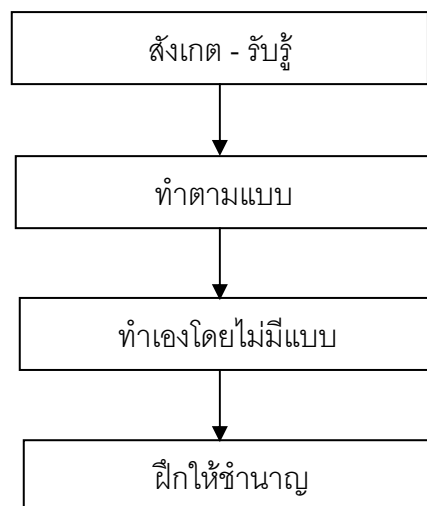 สังเกต - รับรู้
ทำตามแบบ
ทำเองโดยไม่มีแบบ
ฝึกให้ชำนาญ